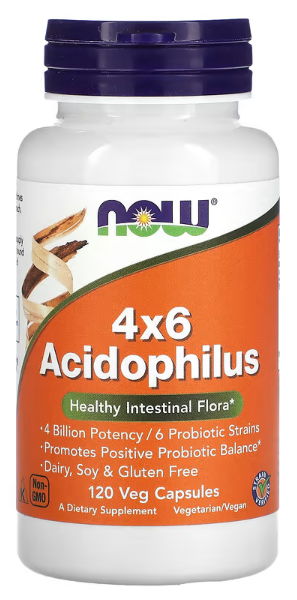 NOW®
4x6
Acidophilus
Healthy Intestinal Flora*
• 4 Billion Potency / 6 Probiotic Strains
• Promotes Positive Probiotic Balance*
• Dairy, Soy & Gluten Free
120 Veg Capsules
A Dietary Supplement Vegetarian/Vegan
Non-
GMO
K